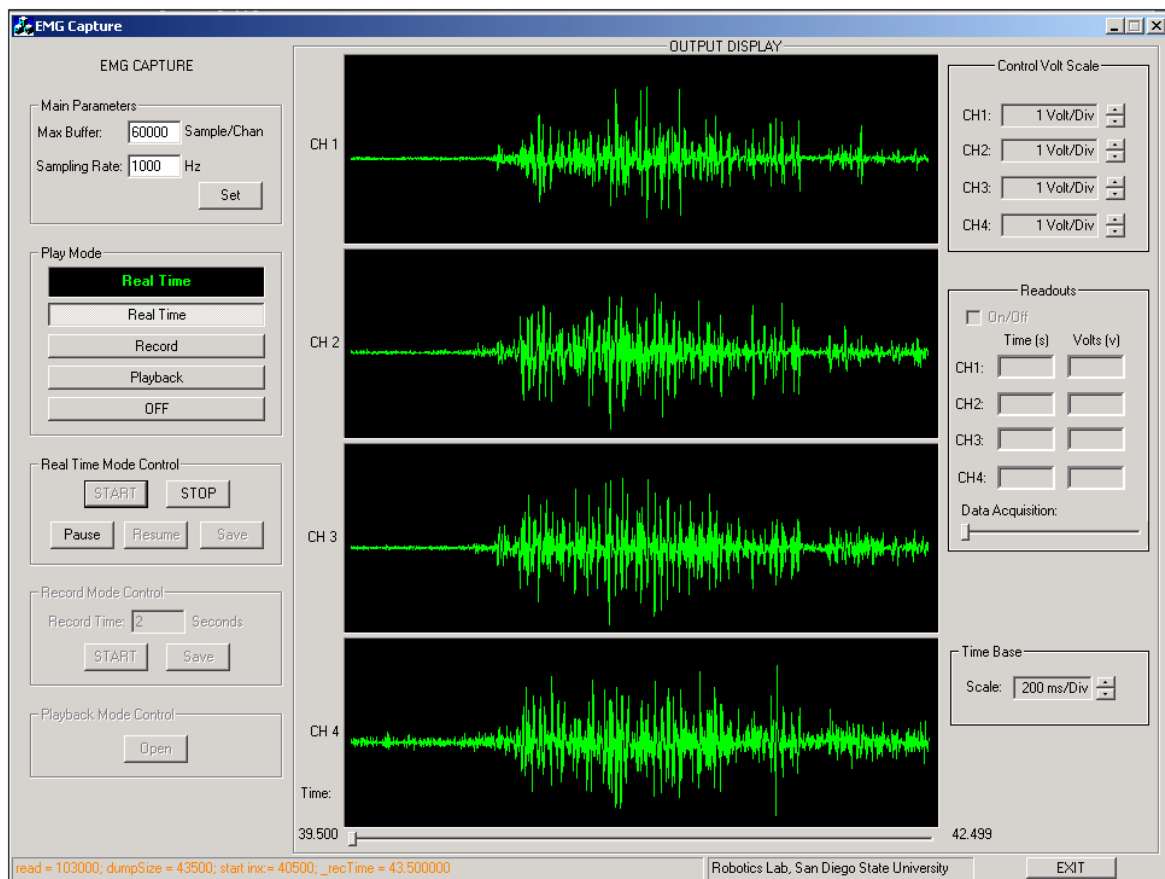 EMG Capture
EMG CAPTURE
Main Parameters
Max Buffer: 60000 Sample/Chan
Sampling Rate: 1000 Hz
Set
Play Mode
Real Time
Real Time
Record
Playback
OFF
Real Time Mode Control
START STOP
Pause Resume Save
Record Mode Control
Record Time: 2 Seconds
START Save
Playback Mode Control
Open
OUTPUT DISPLAY
CH 1
CH 2
CH 3
CH 4
Time:
39.500 42.499
Control Volt Scale
CH1: 1 Volt/Div
CH2: 1 Volt/Div
CH3: 1 Volt/Div
CH4: 1 Volt/Div
Readouts
On/Off
Time (s) Volts (v)
CH1:
CH2:
CH3:
CH4:
Data Acquisition:
Time Base
Scale: 200 ms/Div
read = 103000; dumpSize = 43500; start inx:= 40500; _recTime = 43.500000
Robotics Lab, San Diego State University
EXIT